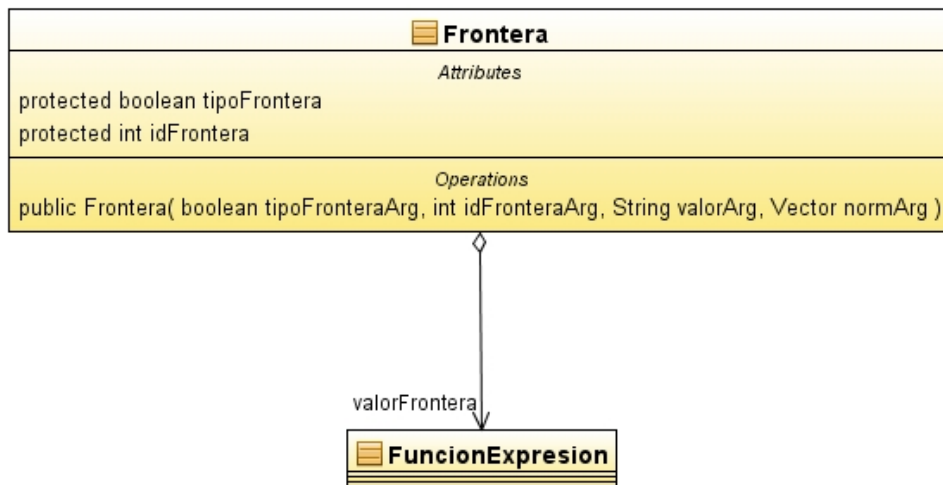 Frontera
Attributes
protected boolean tipoFrontera
protected int idFrontera
Operations
public Frontera( boolean tipoFronteraArg, int idFronteraArg, String valorArg, Vector normArg )
valorFrontera
FuncionExpresion